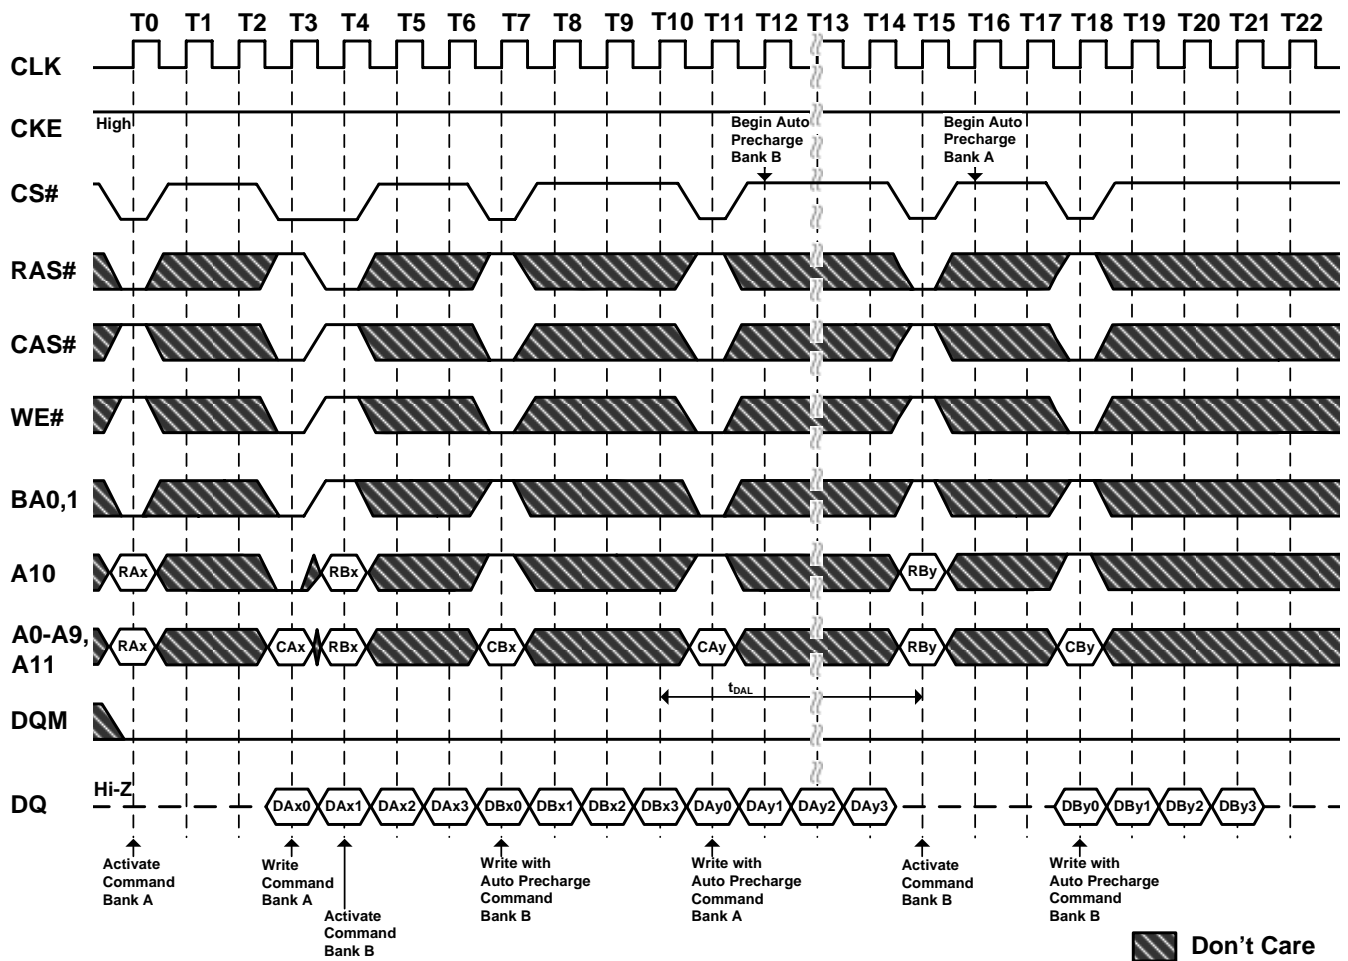 T0 T1 T2 T3 T4 T5 T6 T7 T8 T9 T10 T11 T12 T13 T14 T15 T16 T17 T18 T19 T20 T21 T22
CLK
CKE
High
Begin Auto
Precharge
Bank B
Begin Auto
Precharge
Bank A
CS#
RAS#
CAS#
WE#
BA0,1
A10
RAx RBx RBy
A0-A9,
A11
RAx CAx RBx CBx CAy RBy CBy
tDAL
DQM
Hi-Z
DQ
DAx0 DAx1 DAx2 DAx3 DBx0 DBx1 DBx2 DBx3 DAy0 DAy1 DAy2 DAy3 DBy0 DBy1 DBy2 DBy3
Activate
Command
Bank A
Write
Command
Bank A
Activate
Command
Bank B
Write with
Auto Precharge
Command
Bank B
Write with
Auto Precharge
Command
Bank A
Activate
Command
Bank B
Write with
Auto Precharge
Command
Bank B
Don't Care